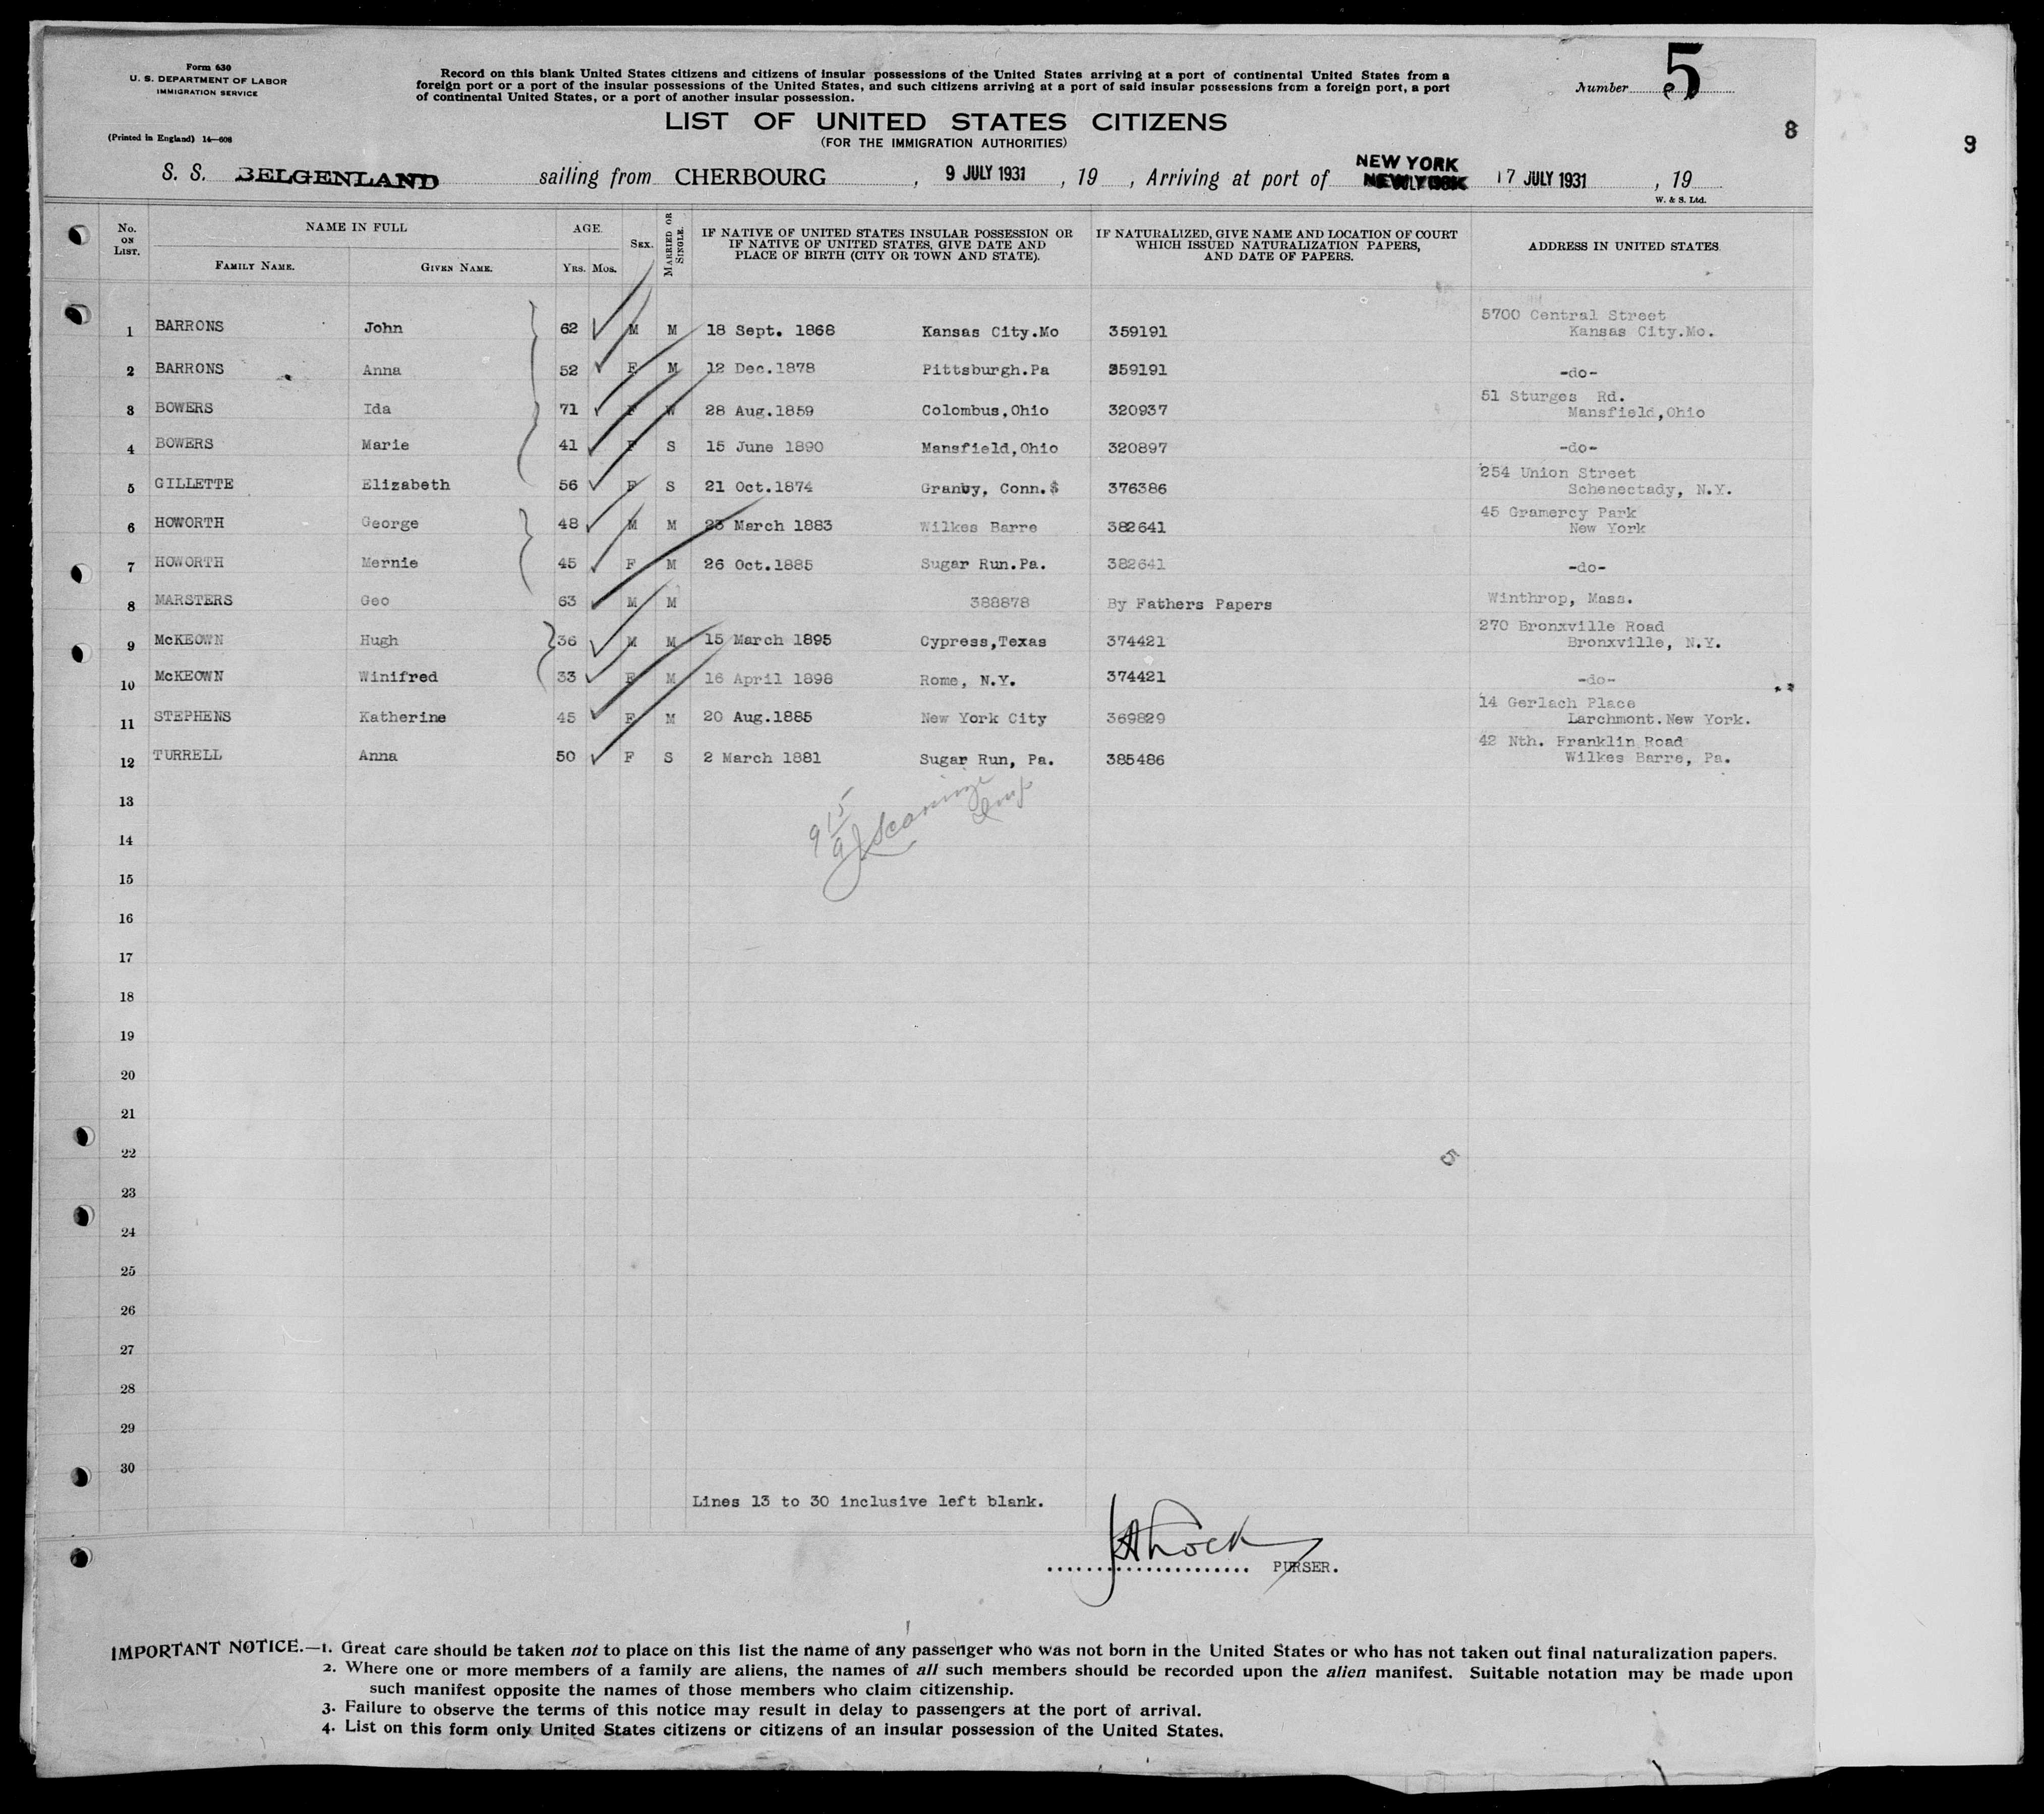 Form 630
U. S. DEPARTMENT OF LABOR
IMMIGRATION SERVICE
(Printed in England) 14—608
Record on this blank United States citizens and citizens of insular possessions of the United States arriving at a port of continental United States from a
foreign port or a port of the insular possessions of the United States, and such citizens arriving at a port of said insular possessions from a foreign port, a port
of continental United States, or a port of another insular possession.
Number 5
LIST OF UNITED STATES CITIZENS
(FOR THE IMMIGRATION AUTHORITIES)
8
9
S. S. BELGENLAND sailing from CHERBOURG, 9 JULY 1931, 19 , Arriving at port of NEW YORK 17 JULY 1931, 19
W. & S. Ltd.
No. ON LIST. NAME IN FULL FAMILY NAME. GIVEN NAME. AGE. YRS. MOS. SEX. MARRIED OR SINGLE. IF NATIVE OF UNITED STATES INSULAR POSSESSION OR IF NATIVE OF UNITED STATES, GIVE DATE AND PLACE OF BIRTH (CITY OR TOWN AND STATE). IF NATURALIZED, GIVE NAME AND LOCATION OF COURT WHICH ISSUED NATURALIZATION PAPERS, AND DATE OF PAPERS. ADDRESS IN UNITED STATES.
1 BARRONS John 62 M M 18 Sept. 1868 Kansas City.Mo 359191 5700 Central Street Kansas City.Mo.
2 BARRONS Anna 52 F M 12 Dec.1878 Pittsburgh.Pa 359191 -do-
3 BOWERS Ida 71 F W 28 Aug.1859 Colombus,Ohio 320937 51 Sturges Rd. Mansfield,Ohio
4 BOWERS Marie 41 F S 15 June 1890 Mansfield,Ohio 320897 -do-
5 GILLETTE Elizabeth 56 F S 21 Oct.1874 Granby, Conn.$ 376386 254 Union Street Schenectady, N.Y.
6 HOWORTH George 48 M M 23 March 1883 Wilkes Barre 382641 45 Gramercy Park New York
7 HOWORTH Mernie 45 F M 26 Oct.1885 Sugar Run.Pa. 382641 -do-
8 MARSTERS Geo 63 M M 388878 By Fathers Papers Winthrop, Mass.
9 McKEOWN Hugh 36 M M 15 March 1895 Cypress,Texas 374421 270 Bronxville Road Bronxville, N.Y.
10 McKEOWN Winifred 33 F M 16 April 1898 Rome, N.Y. 374421 -do-
11 STEPHENS Katherine 45 F M 20 Aug.1885 New York City 369829 14 Gerlach Place Larchmont.New York.
12 TURRELL Anna 50 F S 2 March 1881 Sugar Run, Pa. 385486 42 Nth. Franklin Road Wilkes Barre, Pa.
13
14
15
16
17
18
19
20
21
22
5
23
24
25
26
27
28
29
30
Lines 13 to 30 inclusive left blank.
PURSER.
IMPORTANT NOTICE.—1. Great care should be taken not to place on this list the name of any passenger who was not born in the United States or who has not taken out final naturalization papers.
2. Where one or more members of a family are aliens, the names of all such members should be recorded upon the alien manifest. Suitable notation may be made upon
such manifest opposite the names of those members who claim citizenship.
3. Failure to observe the terms of this notice may result in delay to passengers at the port of arrival.
4. List on this form only United States citizens or citizens of an insular possession of the United States.